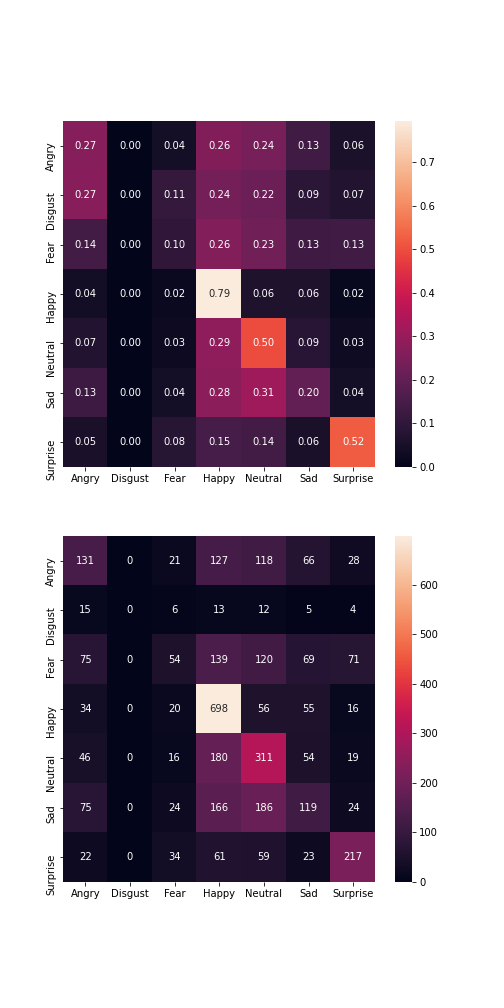 Angry 0.27 0.00 0.04 0.26 0.24 0.13 0.06
Disgust 0.27 0.00 0.11 0.24 0.22 0.09 0.07
Fear 0.14 0.00 0.10 0.26 0.23 0.13 0.13
Happy 0.04 0.00 0.02 0.79 0.06 0.06 0.02
Neutral 0.07 0.00 0.03 0.29 0.50 0.09 0.03
Sad 0.13 0.00 0.04 0.28 0.31 0.20 0.04
Surprise 0.05 0.00 0.08 0.15 0.14 0.06 0.52
Angry Disgust Fear Happy Neutral Sad Surprise
0.7
0.6
0.5
0.4
0.3
0.2
0.1
0.0
Angry 131 0 21 127 118 66 28
Disgust 15 0 6 13 12 5 4
Fear 75 0 54 139 120 69 71
Happy 34 0 20 698 56 55 16
Neutral 46 0 16 180 311 54 19
Sad 75 0 24 166 186 119 24
Surprise 22 0 34 61 59 23 217
Angry Disgust Fear Happy Neutral Sad Surprise
600
500
400
300
200
100
0